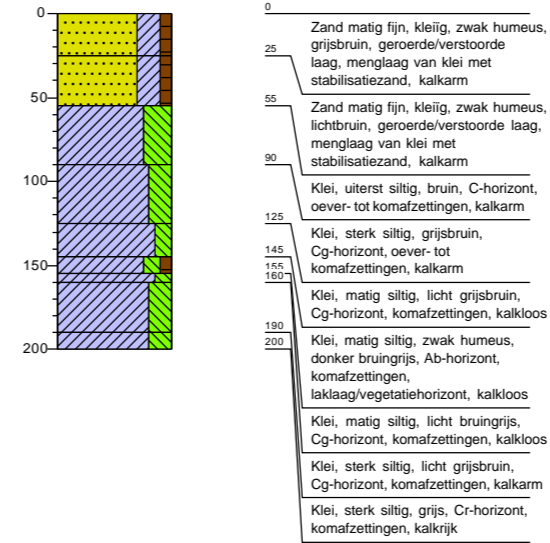 0
50
100
150
200
0
25
55
90
125
145
155
160
190
200
Zand matig fijn, kleiïg, zwak humeus,
grijsbruin, geroerde/verstoorde
laag, menglaag van klei met
stabilisatiezand, kalkarm
Zand matig fijn, kleiïg, zwak humeus,
lichtbruin, geroerde/verstoorde laag,
menglaag van klei met
stabilisatiezand, kalkarm
Klei, uiterst siltig, bruin, C-horizont,
oever- tot komafzettingen, kalkarm
Klei, sterk siltig, grijsbruin,
Cg-horizont, oever- tot
komafzettingen, kalkarm
Klei, matig siltig, licht grijsbruin,
Cg-horizont, komafzettingen, kalkloos
Klei, matig siltig, zwak humeus,
donker bruingrijs, Ab-horizont,
komafzettingen,
laklaag/vegetatiehorizont, kalkloos
Klei, matig siltig, licht bruingrijs,
Cg-horizont, komafzettingen, kalkloos
Klei, sterk siltig, licht grijsbruin,
Cg-horizont, komafzettingen, kalkarm
Klei, sterk siltig, grijs, Cr-horizont,
komafzettingen, kalkrijk